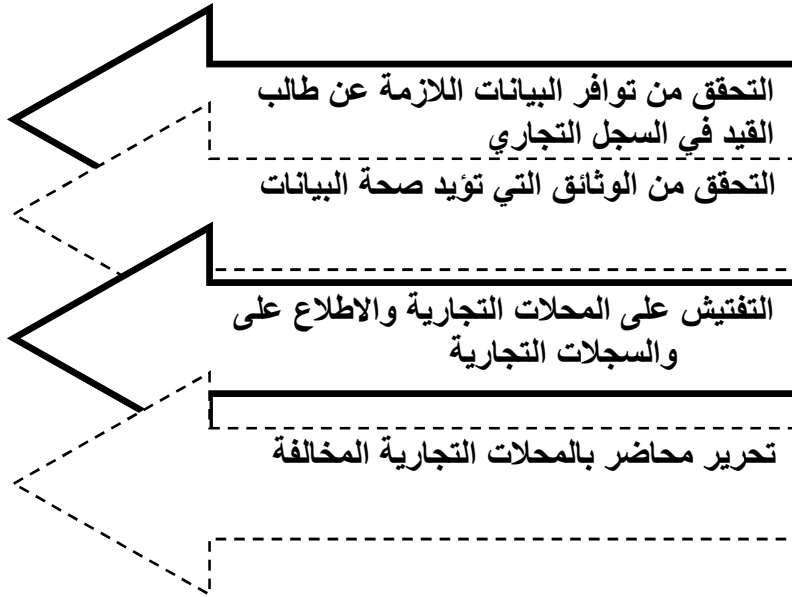 التحقق من توافر البيانات اللازمة عن طالب
القيد في السجل التجاري
التحقق من الوثائق التي تؤيد صحة البيانات
التفتيش على المحلات التجارية والاطلاع على
والسجلات التجارية
تحرير محاضر بالمحلات التجارية المخالفة